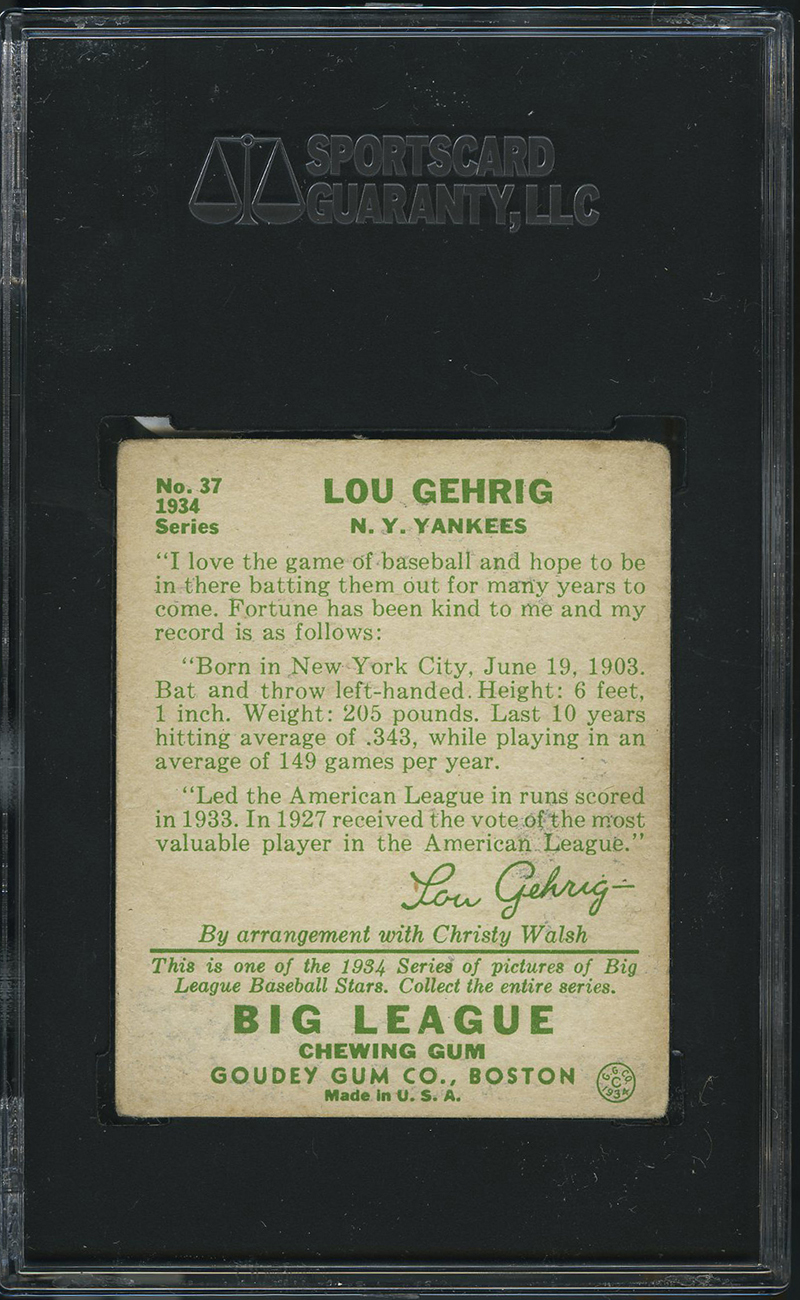 SPORTSCARD
GUARANTY, LLC
No. 37
1934
Series
LOU GEHRIG
N. Y. YANKEES
“I love the game of baseball and hope to be
in there batting them out for many years to
come. Fortune has been kind to me and my
record is as follows:
“Born in New York City, June 19, 1903.
Bat and throw left-handed. Height: 6 feet,
1 inch. Weight: 205 pounds. Last 10 years
hitting average of .343, while playing in an
average of 149 games per year.
“Led the American League in runs scored
in 1933. In 1927 received the vote of the most
valuable player in the American League.”
Lou Gehrig—
By arrangement with Christy Walsh
This is one of the 1934 Series of pictures of Big
League Baseball Stars. Collect the entire series.
BIG LEAGUE
CHEWING GUM
GOUDEY GUM CO., BOSTON
Made in U. S. A.
G. G. CO.
C
1934